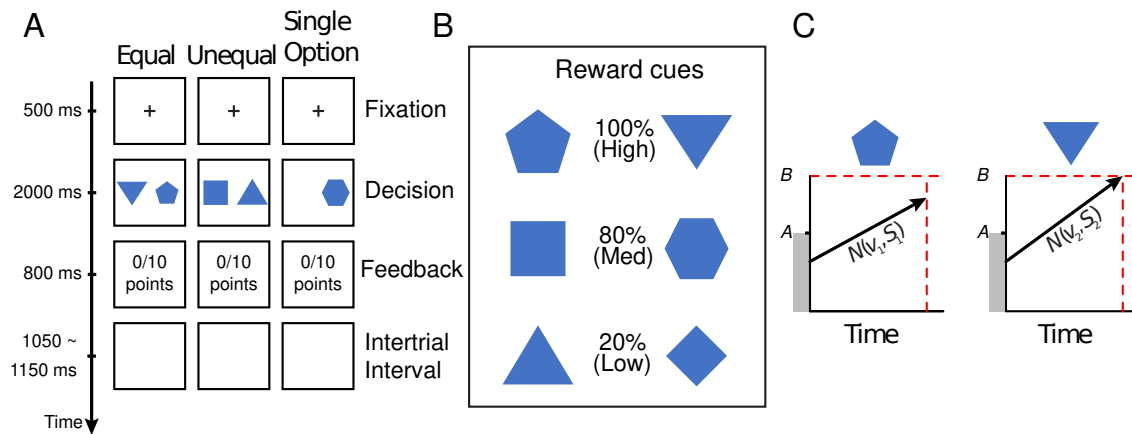 A
Equal
Unequal
Single
Option
500 ms
+
+
+
Fixation
2000 ms
Decision
800 ms
0/10
points
0/10
points
0/10
points
Feedback
1050 ~
1150 ms
Intertrial
Interval
Time
B
Reward cues
100%
(High)
80%
(Med)
20%
(Low)
C
B
A
N(v₁,S₁)
Time
B
A
N(v₂,S₂)
Time